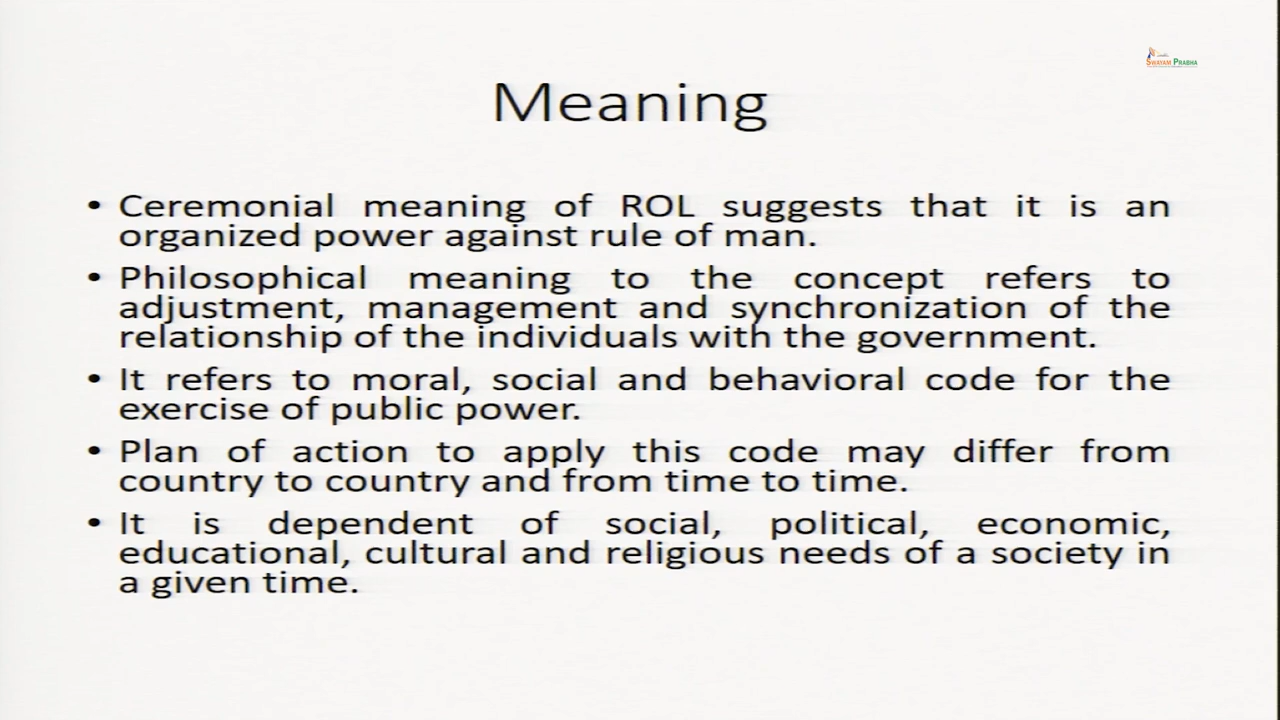 SWAYAM PRABHA
Meaning
• Ceremonial meaning of ROL suggests that it is an
organized power against rule of man.
• Philosophical meaning to the concept refers to
adjustment, management and synchronization of the
relationship of the individuals with the government.
• It refers to moral, social and behavioral code for the
exercise of public power.
• Plan of action to apply this code may differ from
country to country and from time to time.
• It is dependent of social, political, economic,
educational, cultural and religious needs of a society in
a given time.